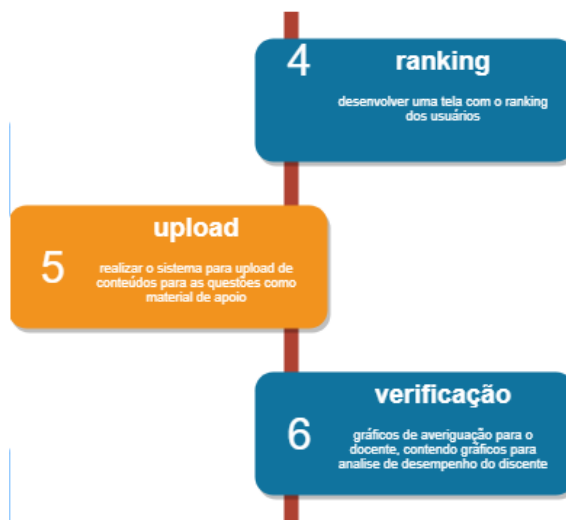 4
ranking
desenvolver uma tela com o ranking
dos usuários
upload
5
realizar o sistema para upload de
conteúdos para as questões como
material de apoio
verificação
6
gráficos de averiguação para o
docente, contendo gráficos para
analise de desempenho do discente